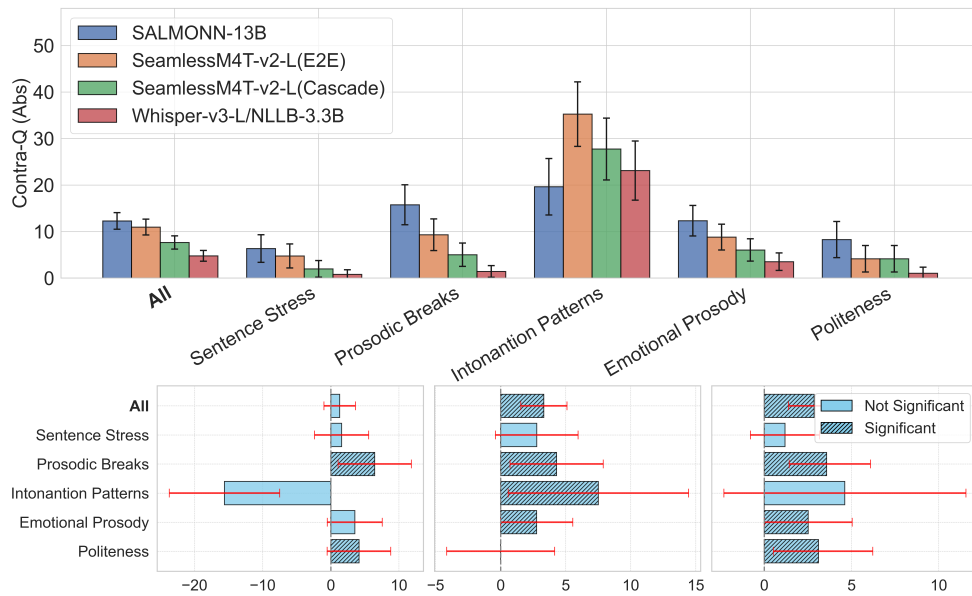 SALMONN-13B
SeamlessM4T-v2-L(E2E)
SeamlessM4T-v2-L(Cascade)
Whisper-v3-L/NLLB-3.3B
Contra-Q (Abs)
50
40
30
20
10
0
All
Sentence Stress
Prosodic Breaks
Intonantion Patterns
Emotional Prosody
Politeness
All
Sentence Stress
Prosodic Breaks
Intonantion Patterns
Emotional Prosody
Politeness
Not Significant
Significant
−20 −10 0 10
−5 0 5 10 15
0 5 10